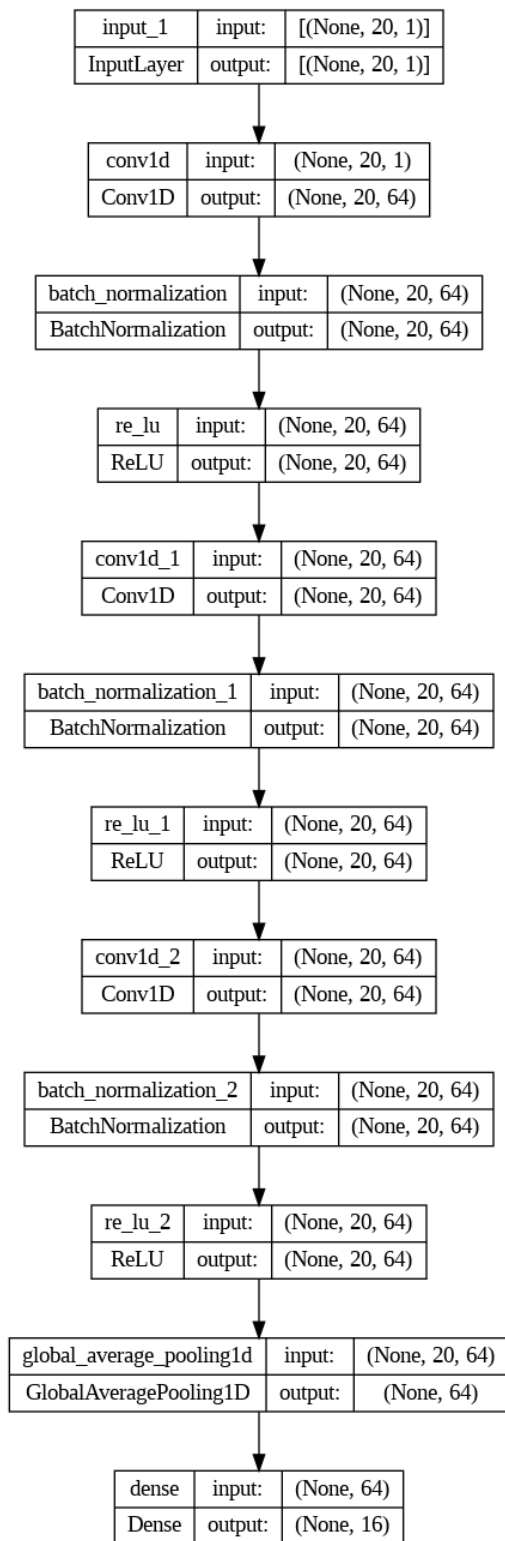 input_1 input: [(None, 20, 1)]
InputLayer output: [(None, 20, 1)]
conv1d input: (None, 20, 1)
Conv1D output: (None, 20, 64)
batch_normalization input: (None, 20, 64)
BatchNormalization output: (None, 20, 64)
re_lu input: (None, 20, 64)
ReLU output: (None, 20, 64)
conv1d_1 input: (None, 20, 64)
Conv1D output: (None, 20, 64)
batch_normalization_1 input: (None, 20, 64)
BatchNormalization output: (None, 20, 64)
re_lu_1 input: (None, 20, 64)
ReLU output: (None, 20, 64)
conv1d_2 input: (None, 20, 64)
Conv1D output: (None, 20, 64)
batch_normalization_2 input: (None, 20, 64)
BatchNormalization output: (None, 20, 64)
re_lu_2 input: (None, 20, 64)
ReLU output: (None, 20, 64)
global_average_pooling1d input: (None, 20, 64)
GlobalAveragePooling1D output: (None, 64)
dense input: (None, 64)
Dense output: (None, 16)